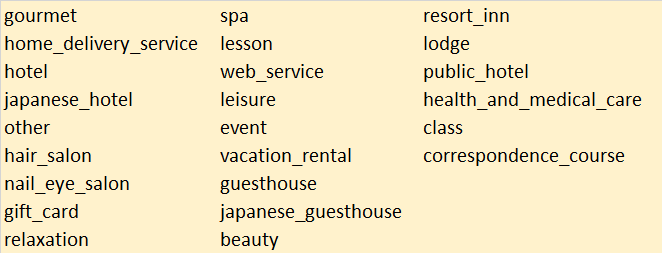 gourmet spa resort_inn
home_delivery_service lesson lodge
hotel web_service public_hotel
japanese_hotel leisure health_and_medical_care
other event class
hair_salon vacation_rental correspondence_course
nail_eye_salon guesthouse
gift_card japanese_guesthouse
relaxation beauty